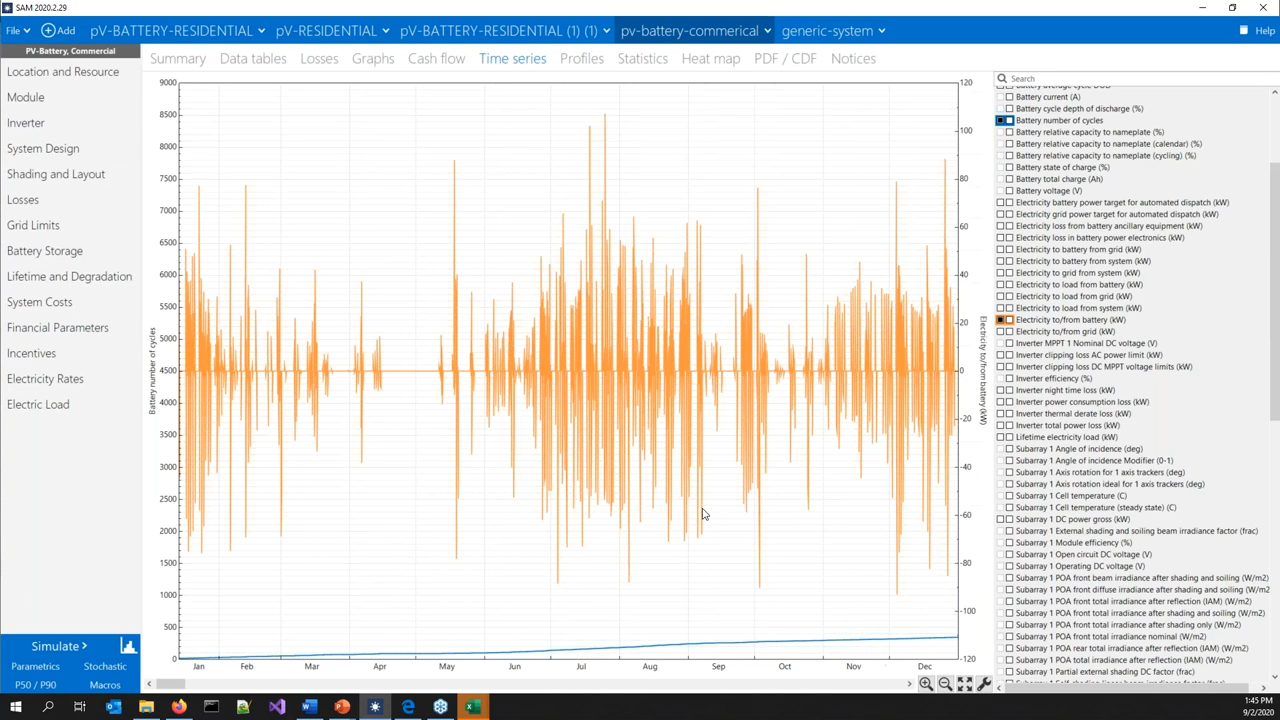 SAM 2020.2.29
File
Add
pV-BATTERY-RESIDENTIAL
pV-RESIDENTIAL
pV-BATTERY-RESIDENTIAL (1) (1)
pv-battery-commerical
generic-system
Help
PV-Battery, Commercial
Location and Resource
Module
Inverter
System Design
Shading and Layout
Losses
Grid Limits
Battery Storage
Lifetime and Degradation
System Costs
Financial Parameters
Incentives
Electricity Rates
Electric Load
Simulate >
Parametrics
Stochastic
P50 / P90
Macros
Summary
Data tables
Losses
Graphs
Cash flow
Time series
Profiles
Statistics
Heat map
PDF / CDF
Notices
9000
8500
8000
7500
7000
6500
6000
5500
5000
4500
4000
3500
3000
2500
2000
1500
1000
500
0
Battery number of cycles
Jan
Feb
Mar
Apr
May
Jun
Jul
Aug
Sep
Oct
Nov
Dec
120
100
80
60
40
20
0
-20
-40
-60
-80
-100
-120
Electricity to/from battery (kW)
Search
Battery current (A)
Battery cycle depth of discharge (%)
Battery number of cycles
Battery relative capacity to nameplate (%)
Battery relative capacity to nameplate (calendar) (%)
Battery relative capacity to nameplate (cycling) (%)
Battery state of charge (%)
Battery total charge (Ah)
Battery voltage (V)
Electricity battery power target for automated dispatch (kW)
Electricity grid power target for automated dispatch (kW)
Electricity loss from battery ancillary equipment (kW)
Electricity loss in battery power electronics (kW)
Electricity to battery from grid (kW)
Electricity to battery from system (kW)
Electricity to grid from system (kW)
Electricity to load from battery (kW)
Electricity to load from grid (kW)
Electricity to load from system (kW)
Electricity to/from battery (kW)
Electricity to/from grid (kW)
Inverter MPPT 1 Nominal DC voltage (V)
Inverter clipping loss AC power limit (kW)
Inverter clipping loss DC MPPT voltage limits (kW)
Inverter efficiency (%)
Inverter night time loss (kW)
Inverter power consumption loss (kW)
Inverter thermal derate loss (kW)
Inverter total power loss (kW)
Lifetime electricity load (kW)
Subarray 1 Angle of incidence (deg)
Subarray 1 Angle of incidence Modifier (0-1)
Subarray 1 Axis rotation for 1 axis trackers (deg)
Subarray 1 Axis rotation ideal for 1 axis trackers (deg)
Subarray 1 Cell temperature (C)
Subarray 1 Cell temperature (steady state) (C)
Subarray 1 DC power gross (kW)
Subarray 1 External shading and soiling beam irradiance factor (frac)
Subarray 1 Module efficiency (%)
Subarray 1 Open circuit DC voltage (V)
Subarray 1 Operating DC voltage (V)
Subarray 1 POA front beam irradiance after shading and soiling (W/m2)
Subarray 1 POA front diffuse irradiance after shading and soiling (W/m2
Subarray 1 POA front total irradiance after reflection (IAM) (W/m2)
Subarray 1 POA front total irradiance after shading and soiling (W/m2)
Subarray 1 POA front total irradiance after shading only (W/m2)
Subarray 1 POA front total irradiance nominal (W/m2)
Subarray 1 POA rear total irradiance after reflection (IAM) (W/m2)
Subarray 1 POA total irradiance after reflection (IAM) (W/m2)
Subarray 1 Partial external shading DC factor (frac)
1:45 PM
9/2/2020